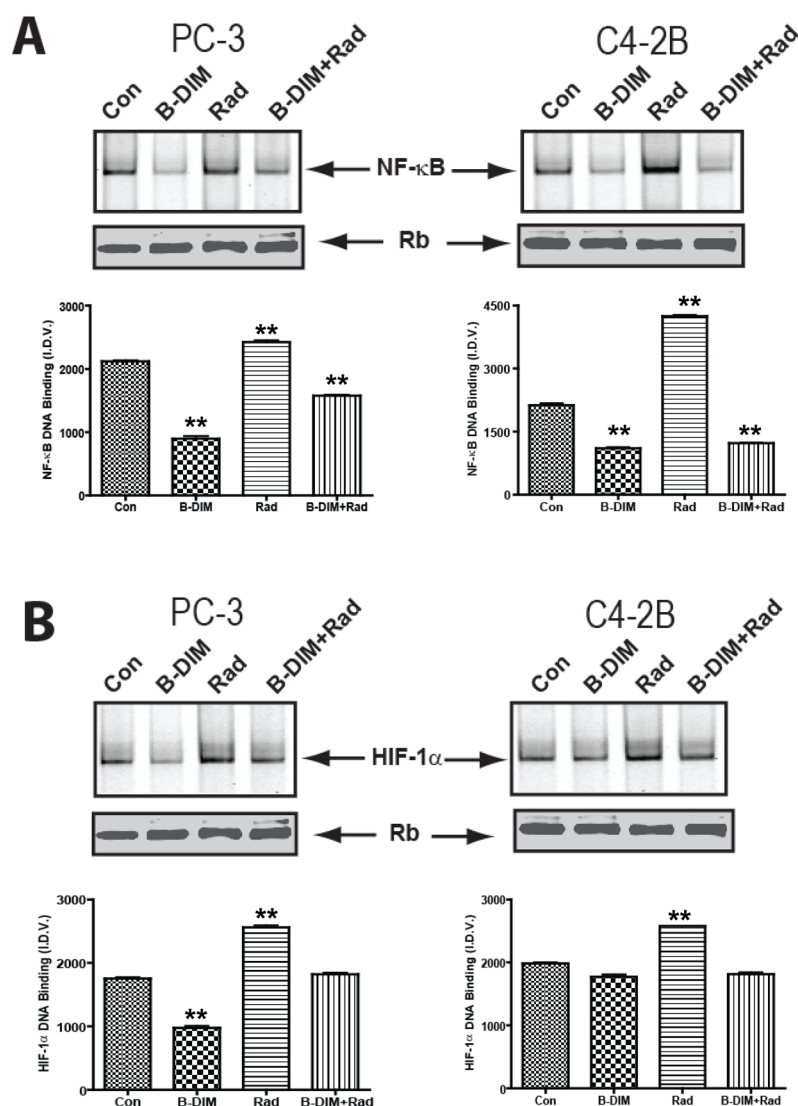 A
PC-3
C4-2B
Con B-DIM Rad B-DIM+Rad
Con B-DIM Rad B-DIM+Rad
NF-κB
Rb
NF-κB DNA Binding (I.D.V.)
3000
2000
1000
0
**
**
**
Con B-DIM Rad B-DIM+Rad
NF-κB DNA Binding (I.D.V.)
4500
3000
1500
0
**
**
**
Con B-DIM Rad B-DIM+Rad
B
PC-3
C4-2B
Con B-DIM Rad B-DIM+Rad
Con B-DIM Rad B-DIM+Rad
HIF-1α
Rb
HIF-1α DNA Binding (I.D.V.)
3000
2000
1000
0
**
**
Con B-DIM Rad B-DIM+Rad
HIF-1α DNA Binding (I.D.V.)
3000
2000
1000
0
**
Con B-DIM Rad B-DIM+Rad